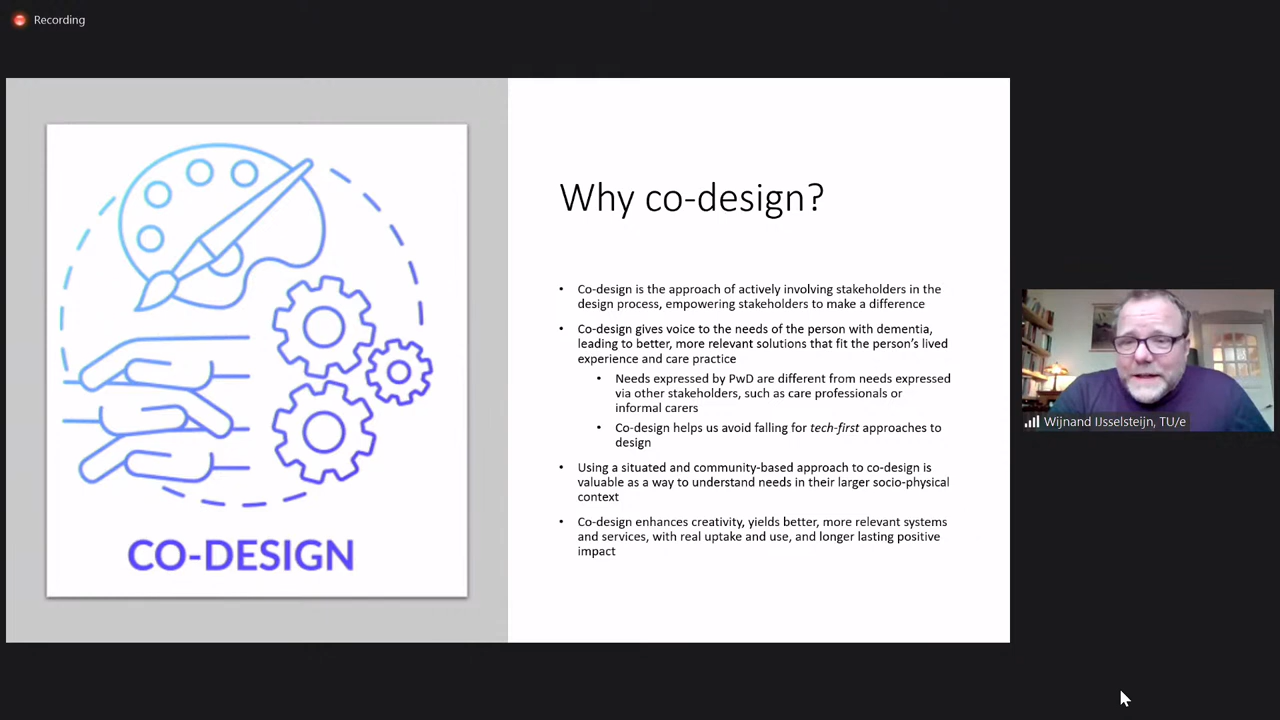 Recording
CO-DESIGN
Why co-design?
• Co-design is the approach of actively involving stakeholders in the
design process, empowering stakeholders to make a difference
• Co-design gives voice to the needs of the person with dementia,
leading to better, more relevant solutions that fit the person's lived
experience and care practice
• Needs expressed by PwD are different from needs expressed
via other stakeholders, such as care professionals or
informal carers
• Co-design helps us avoid falling for tech-first approaches to
design
• Using a situated and community-based approach to co-design is
valuable as a way to understand needs in their larger socio-physical
context
• Co-design enhances creativity, yields better, more relevant systems
and services, with real uptake and use, and longer lasting positive
impact
Wijnand IJsselsteijn, TU/e